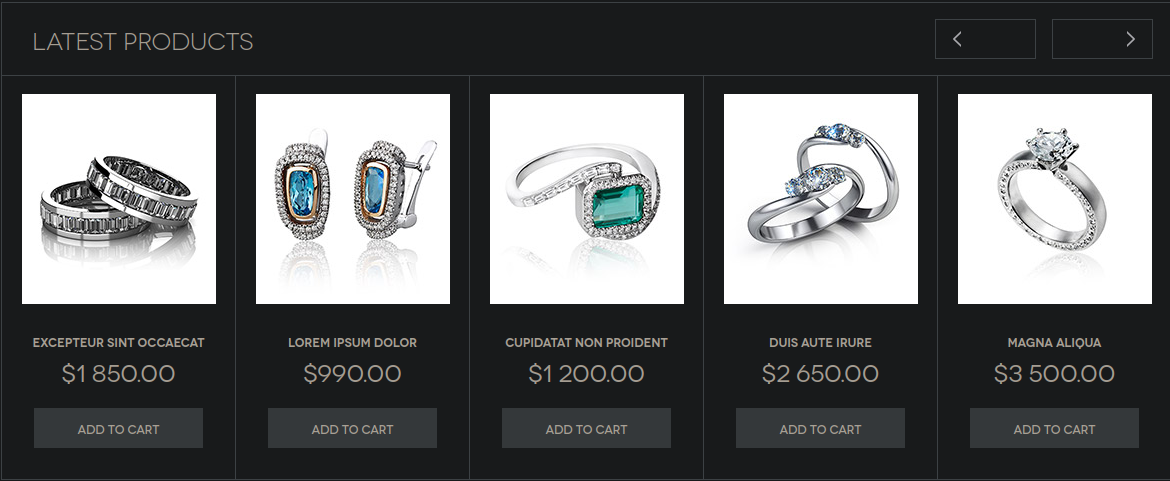 LATEST PRODUCTS
EXCEPTEUR SINT OCCAECAT
$1 850.00
ADD TO CART
LOREM IPSUM DOLOR
$990.00
ADD TO CART
CUPIDATAT NON PROIDENT
$1 200.00
ADD TO CART
DUIS AUTE IRURE
$2 650.00
ADD TO CART
MAGNA ALIQUA
$3 500.00
ADD TO CART